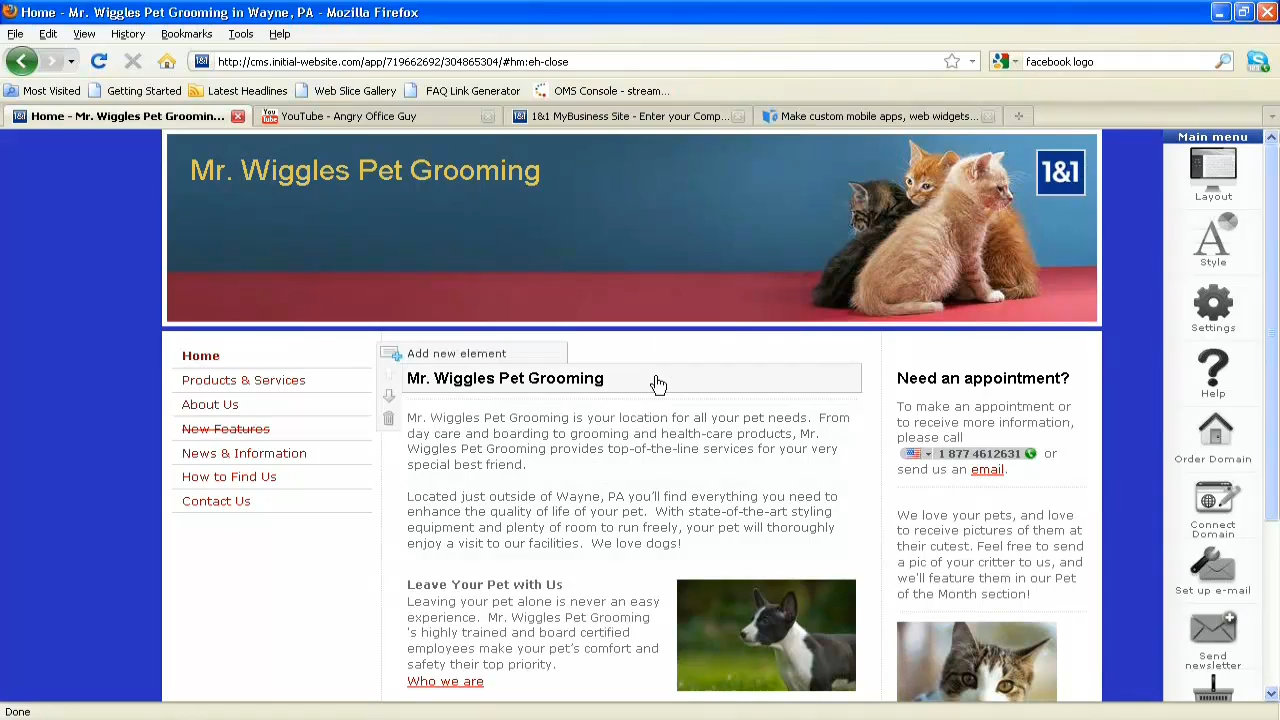 Home - Mr. Wiggles Pet Grooming in Wayne, PA - Mozilla Firefox
File Edit View History Bookmarks Tools Help
facebook logo
Most Visited Getting Started Latest Headlines Web Slice Gallery FAQ Link Generator OMS Console - stream...
Home - Mr. Wiggles Pet Groomin... YouTube - Angry Office Guy 1&1 MyBusiness Site - Enter your Comp... Make custom mobile apps, web widgets...
Main menu
Mr. Wiggles Pet Grooming
1&1
Layout
Style
Settings
Help
Order Domain
Connect
Domain
Set up e-mail
Send
newsletter
Home
Products & Services
About Us
New Features
News & Information
How to Find Us
Contact Us
Add new element
Mr. Wiggles Pet Grooming
Mr. Wiggles Pet Grooming is your location for all your pet needs. From
day care and boarding to grooming and health-care products, Mr.
Wiggles Pet Grooming provides top-of-the-line services for your very
special best friend.
Located just outside of Wayne, PA you'll find everything you need to
enhance the quality of life of your pet. With state-of-the-art styling
equipment and plenty of room to run freely, your pet will thoroughly
enjoy a visit to our facilities. We love dogs!
Leave Your Pet with Us
Leaving your pet alone is never an easy
experience. Mr. Wiggles Pet Grooming
's highly trained and board certified
employees make your pet's comfort and
safety their top priority.
Who we are
Need an appointment?
To make an appointment or
to receive more information,
please call
1 877 4612631 or
send us an email.
We love your pets, and love
to receive pictures of them at
their cutest. Feel free to send
a pic of your critter to us, and
we'll feature them in our Pet
of the Month section!
Done